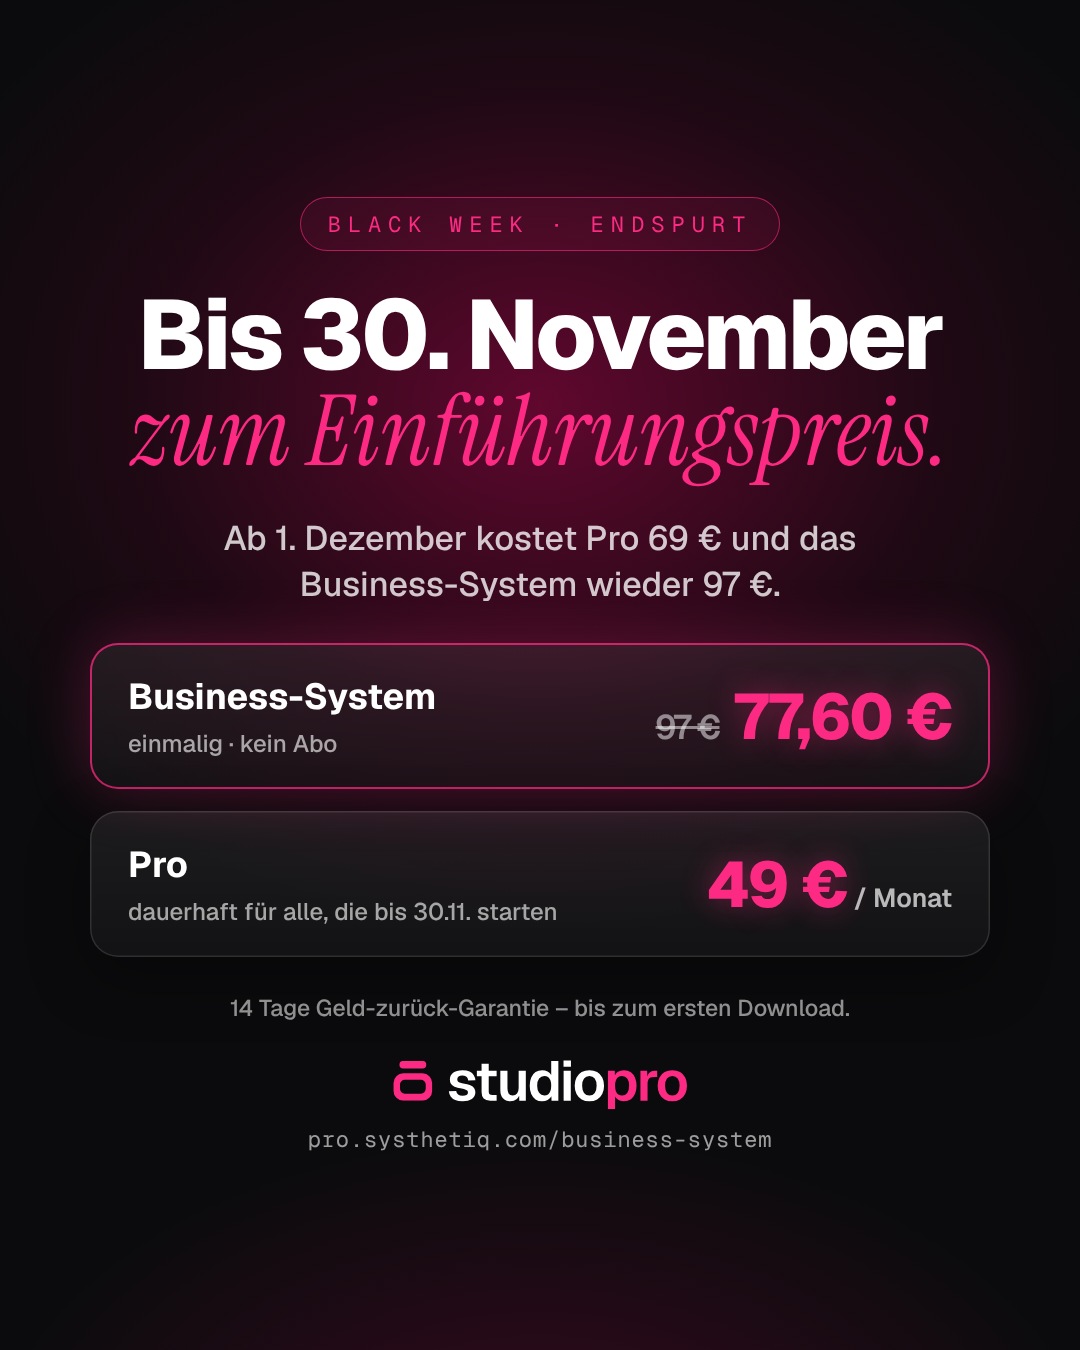 BLACK WEEK · ENDSPURT
Bis 30. November
zum Einführungspreis.
Ab 1. Dezember kostet Pro 69 € und das
Business-System wieder 97 €.
Business-System
einmalig · kein Abo
97 € 77,60 €
Pro
dauerhaft für alle, die bis 30.11. starten
49 € / Monat
14 Tage Geld-zurück-Garantie – bis zum ersten Download.
studiopro
pro.systhetiq.com/business-system